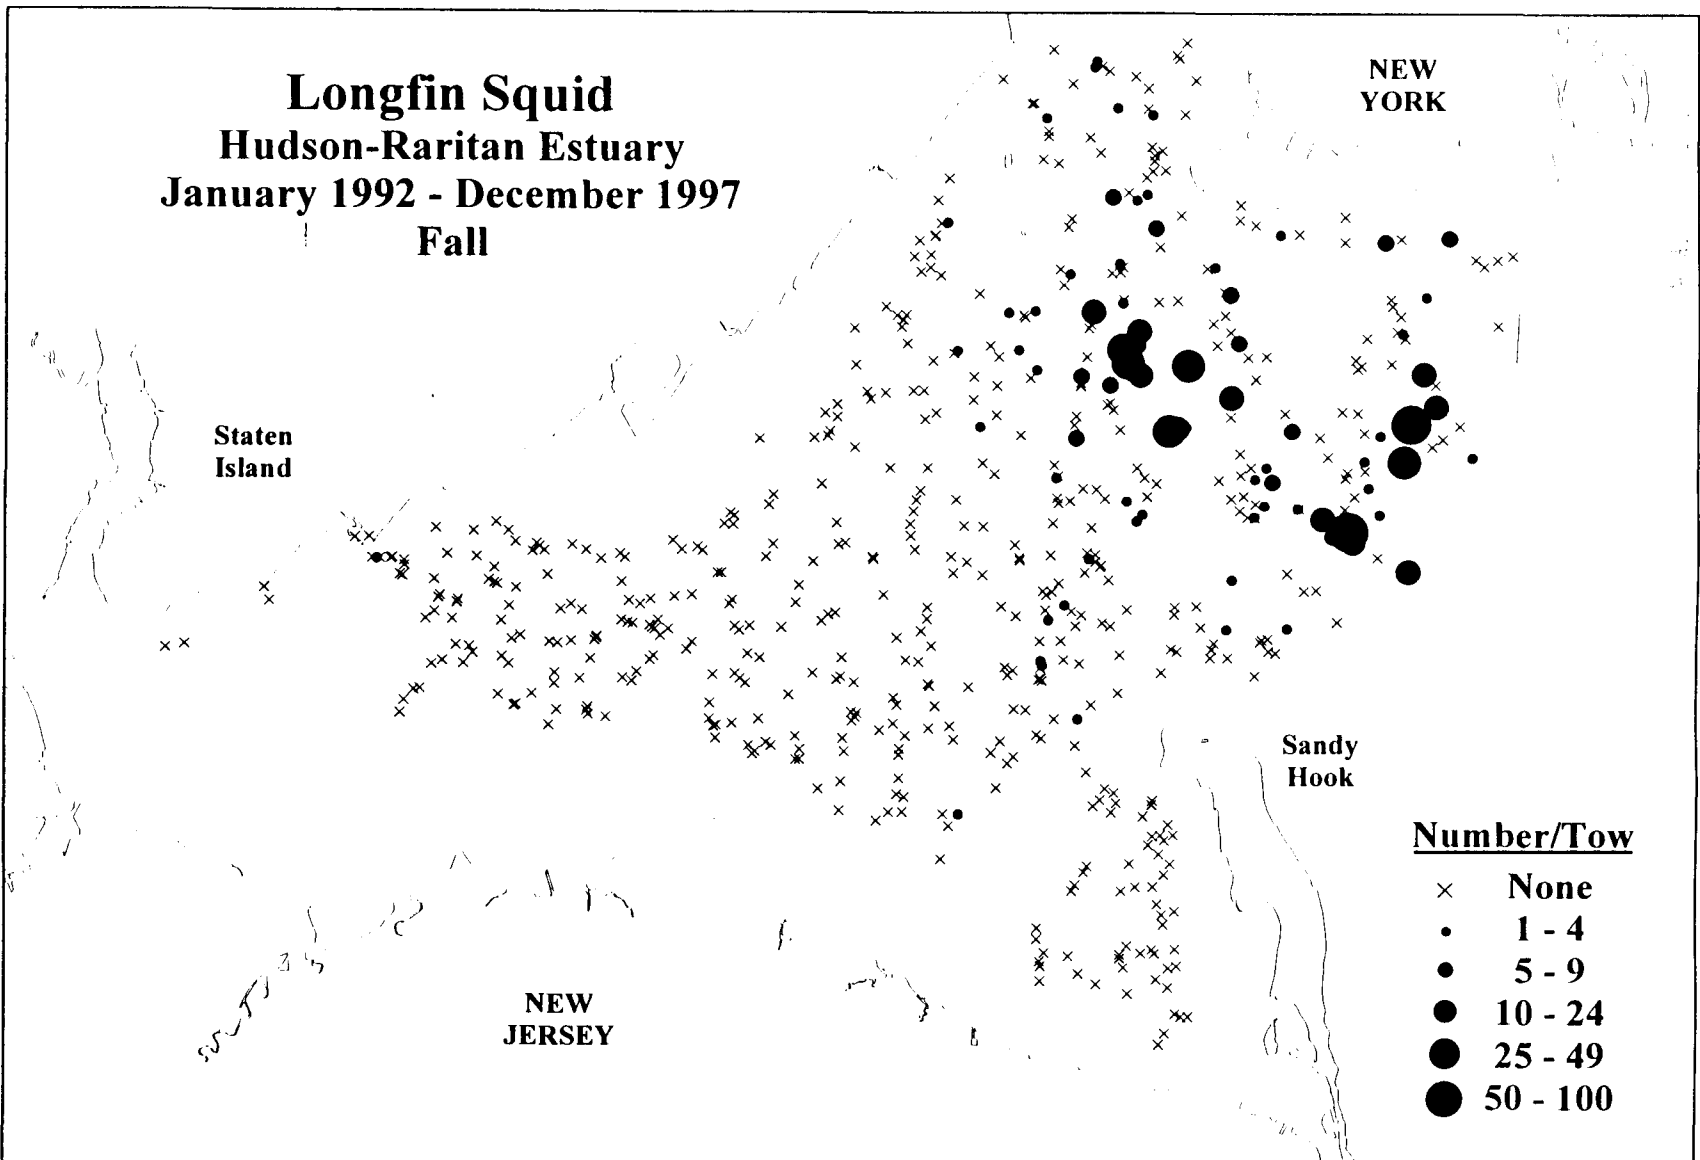 Longfin Squid
Hudson-Raritan Estuary
January 1992 - December 1997
Fall
NEW
YORK
Staten
Island
Sandy
Hook
NEW
JERSEY
Number/Tow
None
1 - 4
5 - 9
10 - 24
25 - 49
50 - 100